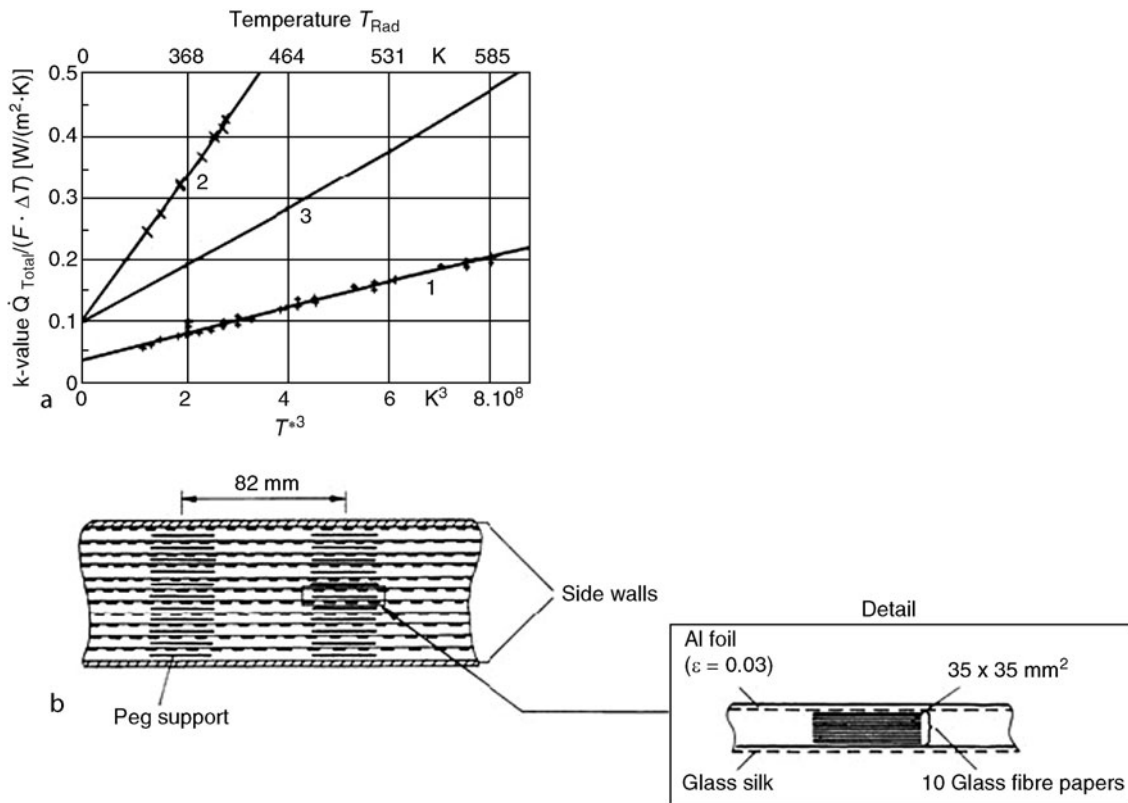 Temperature T_Rad
0 368 464 531 K 585
k-value Q̇_Total/(F · ΔT) [W/(m²·K)]
0.5
0.4
0.3
0.2
0.1
0
2
3
1
0 2 4 6 K³ 8.10⁸
T*³
a
82 mm
Side walls
Peg support
b
Detail
Al foil
(ε = 0.03)
35 x 35 mm²
Glass silk
10 Glass fibre papers